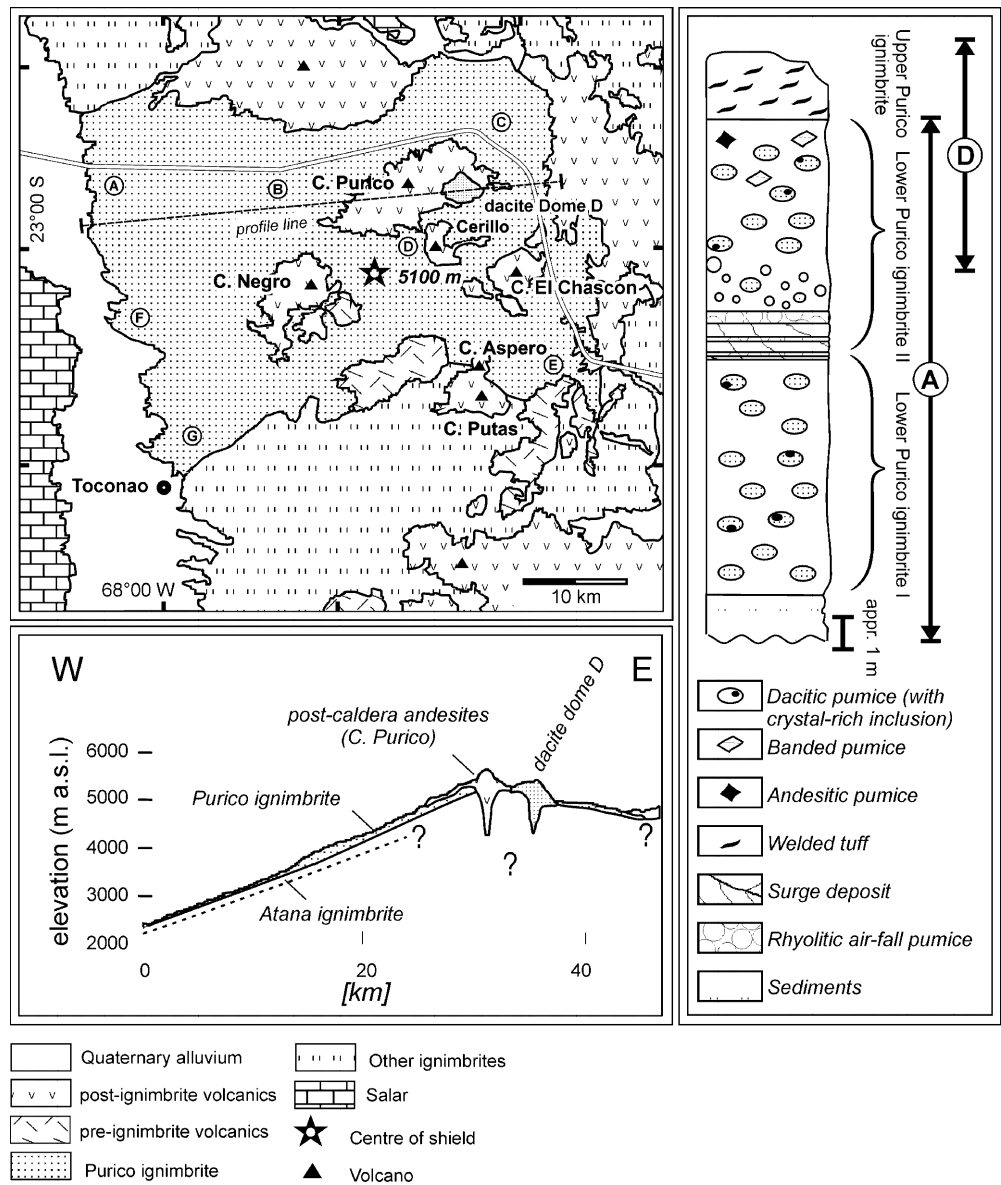 23°00 S
A
B
C
C. Purico
dacite Dome D
profile line
Cerillo
D
5100 m
C. Negro
C. El Chascon
F
C. Aspero
E
C. Putas
G
Toconao
68°00 W
10 km
W
E
post-caldera andesites
(C. Purico)
dacite dome D
elevation (m a.s.l.)
6000
5000
4000
3000
2000
Purico ignimbrite
Atana ignimbrite
?
?
?
0
20
40
[km]
Upper Purico
ignimbrite
Lower Purico ignimbrite II
Lower Purico ignimbrite I
D
A
appr. 1 m
Dacitic pumice (with
crystal-rich inclusion)
Banded pumice
Andesitic pumice
Welded tuff
Surge deposit
Rhyolitic air-fall pumice
Sediments
Quaternary alluvium
post-ignimbrite volcanics
pre-ignimbrite volcanics
Purico ignimbrite
Other ignimbrites
Salar
Centre of shield
Volcano